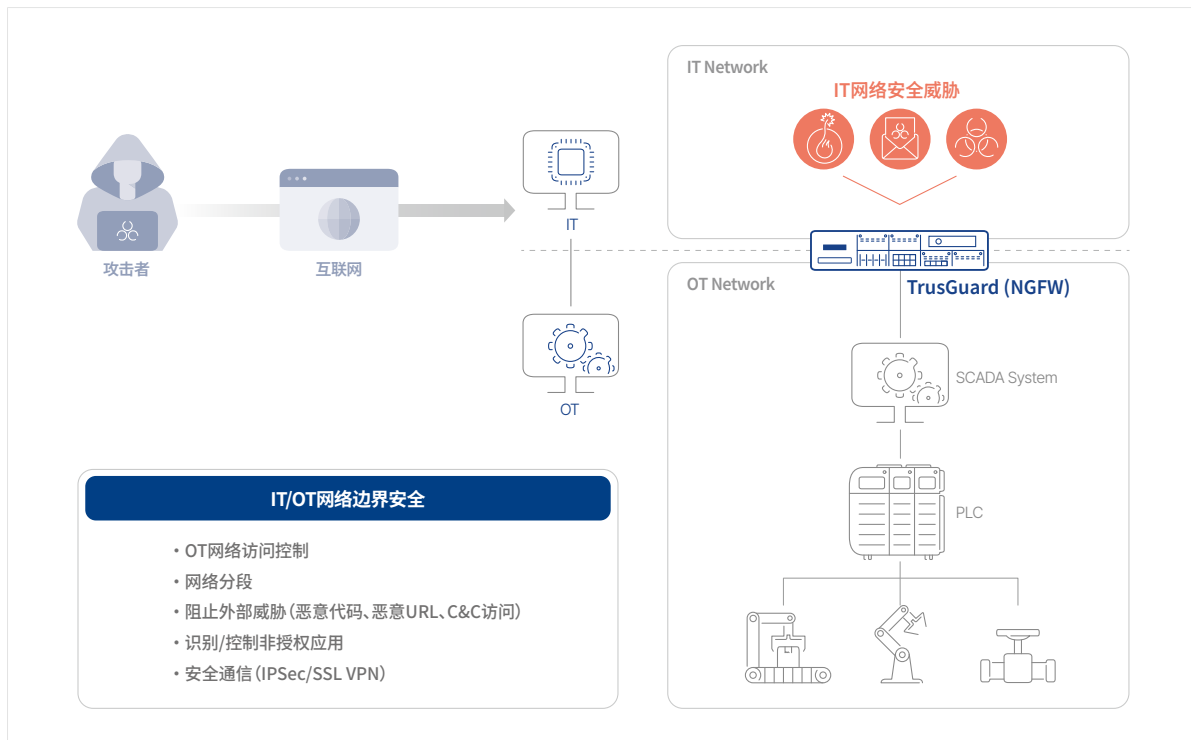 IT Network
IT网络安全威胁
攻击者
互联网
IT
OT
OT Network
TrusGuard (NGFW)
SCADA System
PLC
IT/OT网络边界安全
・OT网络访问控制
・网络分段
・阻止外部威胁（恶意代码、恶意URL、C&C访问）
・识别/控制非授权应用
・安全通信（IPSec/SSL VPN）